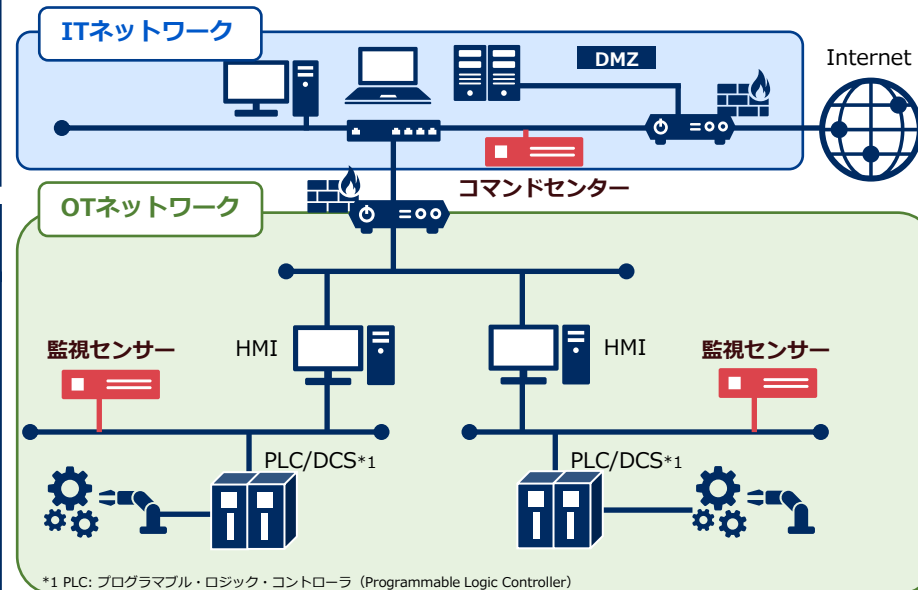 ITネットワーク
DMZ
Internet
コマンドセンター
OTネットワーク
監視センサー
HMI
HMI
監視センサー
PLC/DCS*1
PLC/DCS*1
*1 PLC: プログラマブル・ロジック・コントローラ（Programmable Logic Controller）